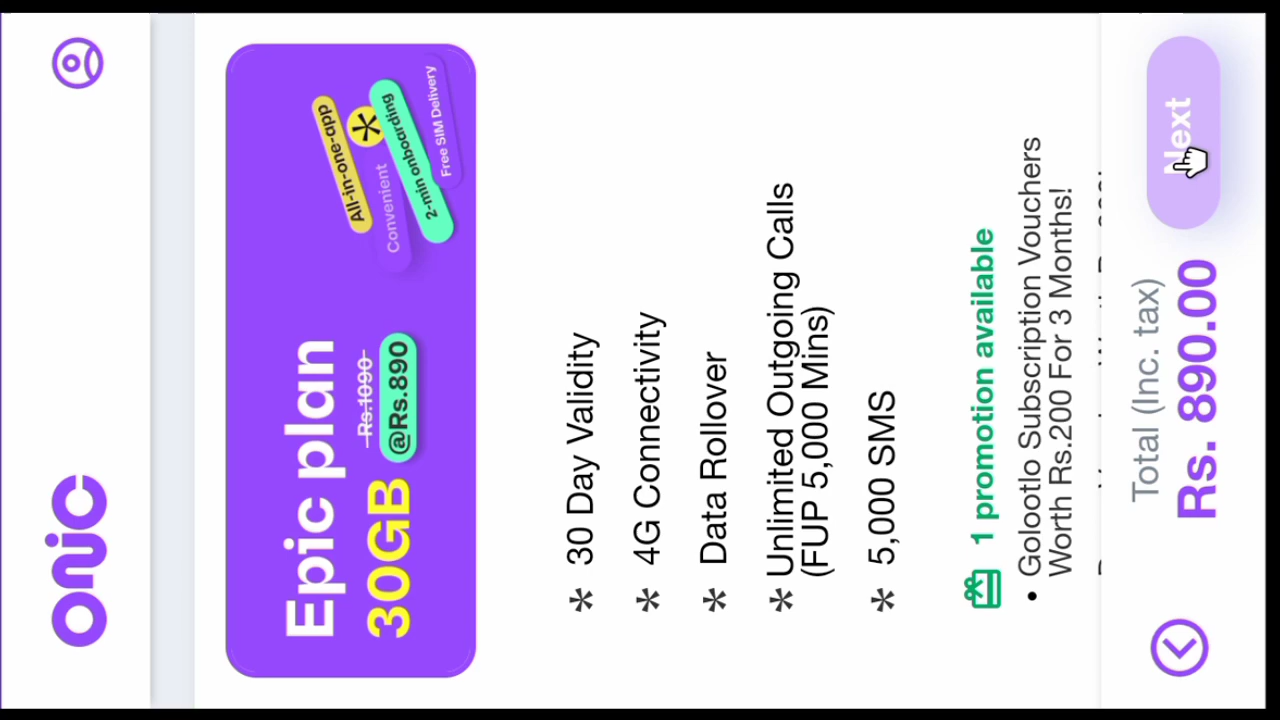 onic
Epic plan
30GB
Rs.1090
@Rs.890
All-in-one-app
*
Convenient
2-min onboarding
Free SIM Delivery
* 30 Day Validity
* 4G Connectivity
* Data Rollover
* Unlimited Outgoing Calls
(FUP 5,000 Mins)
* 5,000 SMS
1 promotion available
• Golootlo Subscription Vouchers
Worth Rs.200 For 3 Months!
Total (Inc. tax)
Rs. 890.00
Next